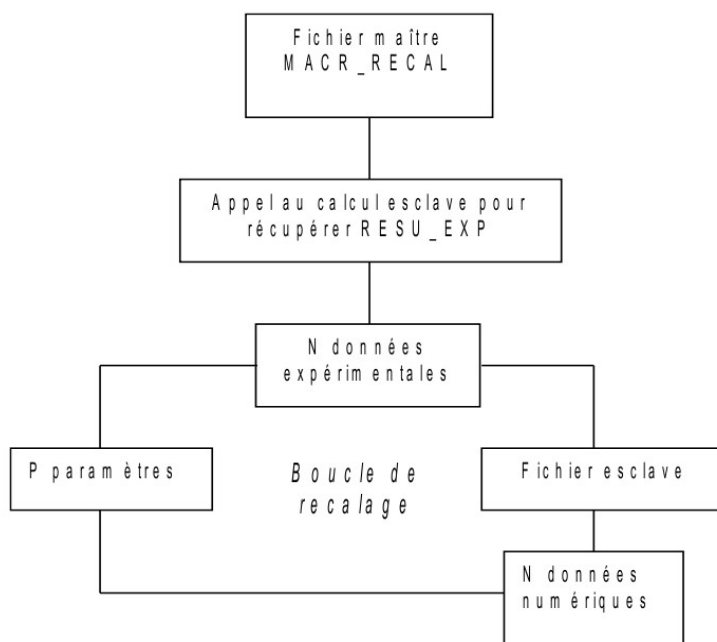 Fichier maître
MACR_RECAL
Appel au calcul esclave pour
récupérer RESU_EXP
N données
expérimentales
P paramètres
Boucle de
recalage
Fichier esclave
N données
numériques